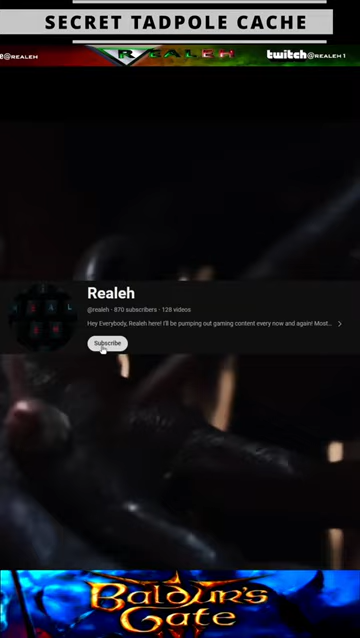 SECRET TADPOLE CACHE
e@REALEH
REALEH
twitch@REALEH1
Realeh
@realeh · 870 subscribers · 128 videos
Hey Everybody, Realeh here! I'll be pumping out gaming content every now and again! Most...
Subscribe
BALDUR'S
GATE